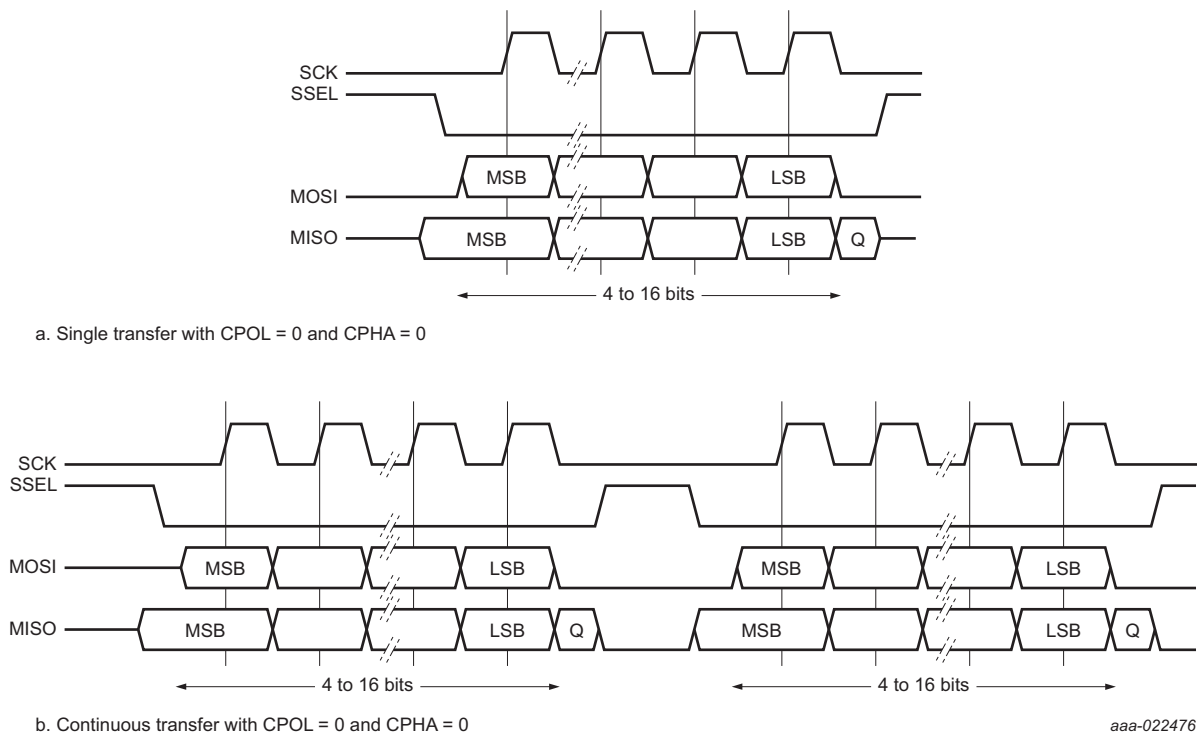 SCK
SSEL
MOSI MSB LSB
MISO MSB LSB Q
4 to 16 bits
a. Single transfer with CPOL = 0 and CPHA = 0
SCK
SSEL
MOSI MSB LSB MSB LSB
MISO MSB LSB Q MSB LSB Q
4 to 16 bits 4 to 16 bits
b. Continuous transfer with CPOL = 0 and CPHA = 0
aaa-022476